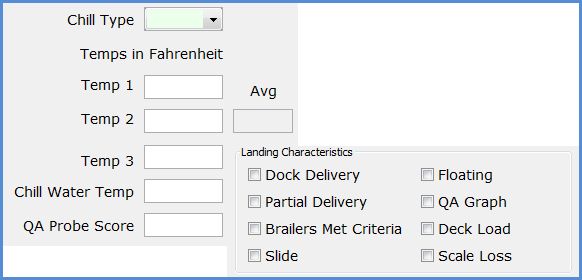 Chill Type
Temps in Fahrenheit
Temp 1
Avg
Temp 2
Temp 3
Chill Water Temp
QA Probe Score
Landing Characteristics
Dock Delivery
Floating
Partial Delivery
QA Graph
Brailers Met Criteria
Deck Load
Slide
Scale Loss